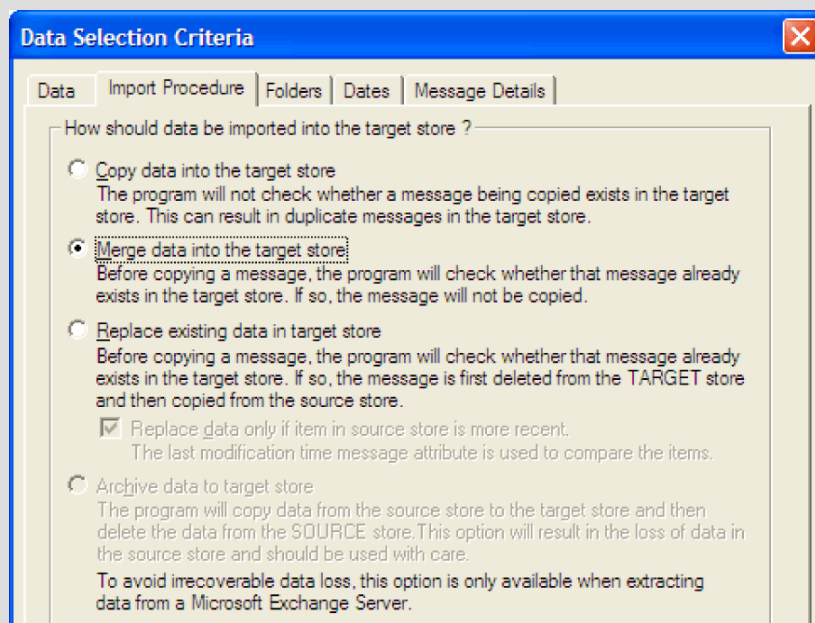 Data Selection Criteria
Data Import Procedure Folders Dates Message Details
How should data be imported into the target store ?
Copy data into the target store
The program will not check whether a message being copied exists in the target
store. This can result in duplicate messages in the target store.
Merge data into the target store
Before copying a message, the program will check whether that message already
exists in the target store. If so, the message will not be copied.
Replace existing data in target store
Before copying a message, the program will check whether that message already
exists in the target store. If so, the message is first deleted from the TARGET store
and then copied from the source store.
Replace data only if item in source store is more recent.
The last modification time message attribute is used to compare the items.
Archive data to target store
The program will copy data from the source store to the target store and then
delete the data from the SOURCE store.This option will result in the loss of data in
the source store and should be used with care.
To avoid irrecoverable data loss, this option is only available when extracting
data from a Microsoft Exchange Server.